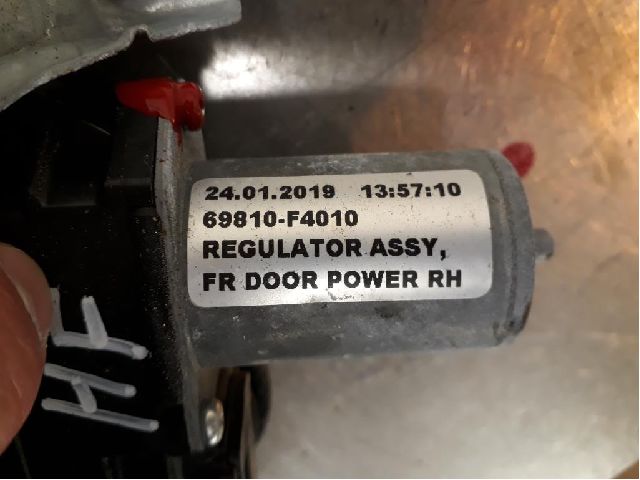 24.01.2019 13:57:10
69810-F4010
REGULATOR ASSY,
FR DOOR POWER RH